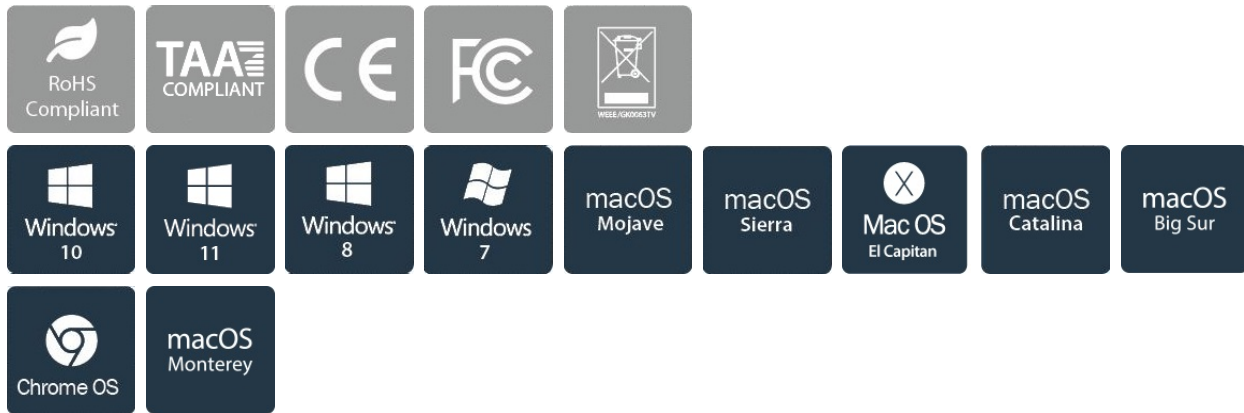 RoHS
Compliant
TAA
COMPLIANT
CE
FC
WEEE/GK0063TV
Windows
10
Windows
11
Windows
8
Windows
7
macOS
Mojave
macOS
Sierra
X
Mac OS
El Capitan
macOS
Catalina
macOS
Big Sur
Chrome OS
macOS
Monterey